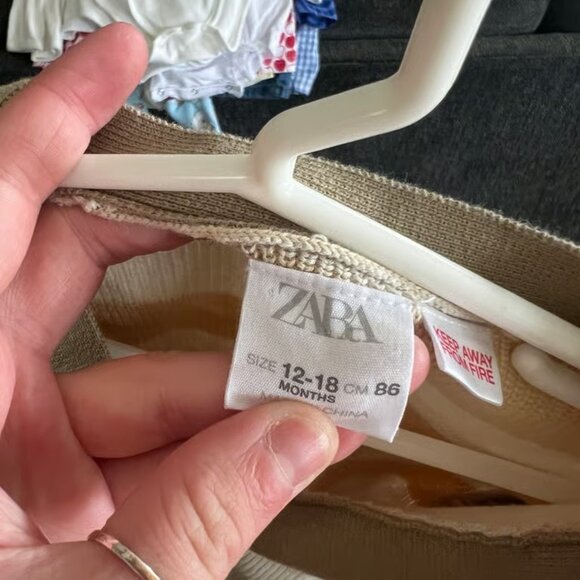 ZARA
SIZE 12-18 CM 86
MONTHS
CHINA
KEEP AWAY
FROM FIRE